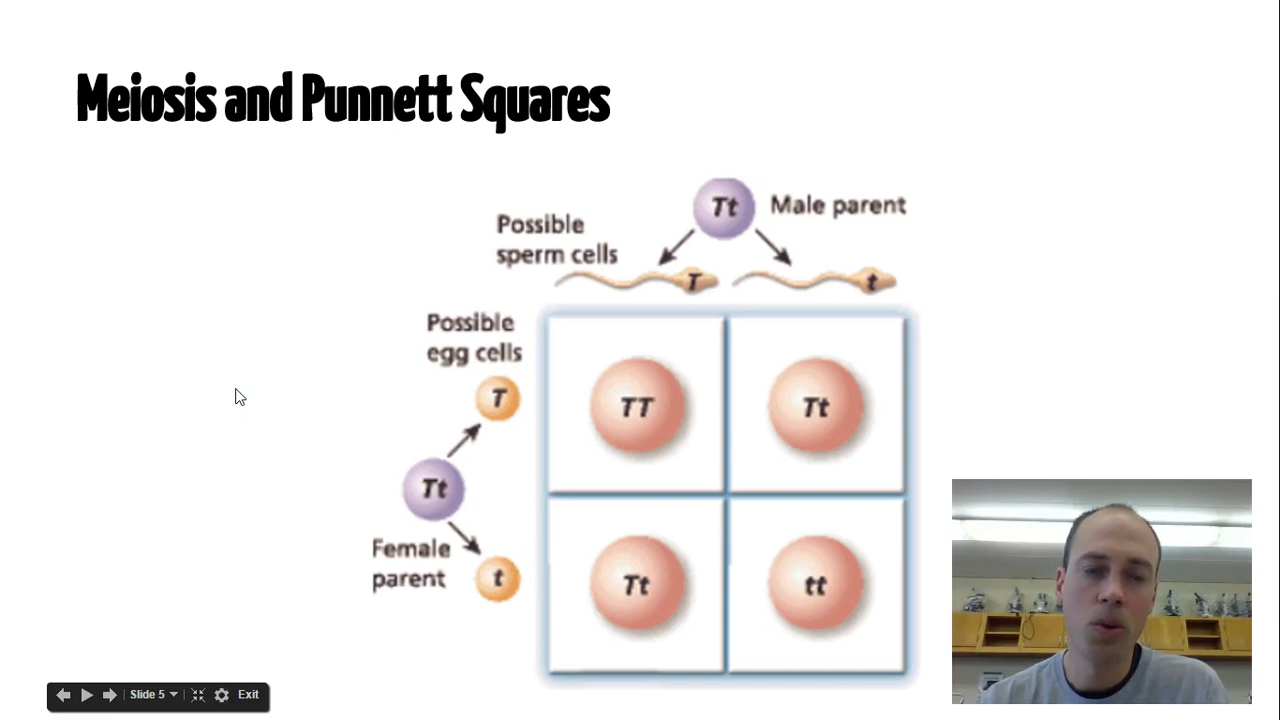 Meiosis and Punnett Squares
Tt
Male parent
Possible
sperm cells
T
t
Possible
egg cells
T
TT
Tt
Tt
Female
parent
t
Tt
tt
Slide 5
Exit